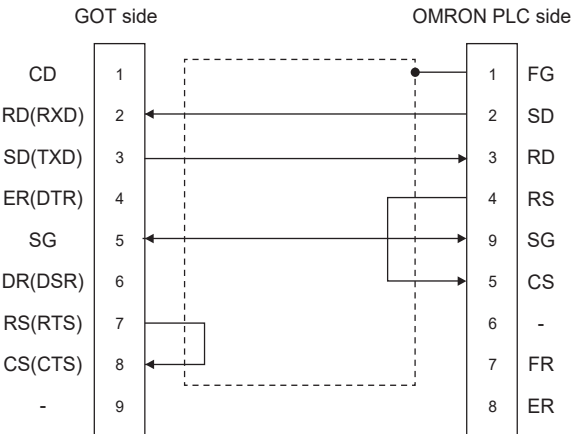 GOT side OMRON PLC side
CD 1 1 FG
RD(RXD) 2 2 SD
SD(TXD) 3 3 RD
ER(DTR) 4 4 RS
SG 5 9 SG
DR(DSR) 6 5 CS
RS(RTS) 7 6 -
CS(CTS) 8 7 FR
- 9 8 ER